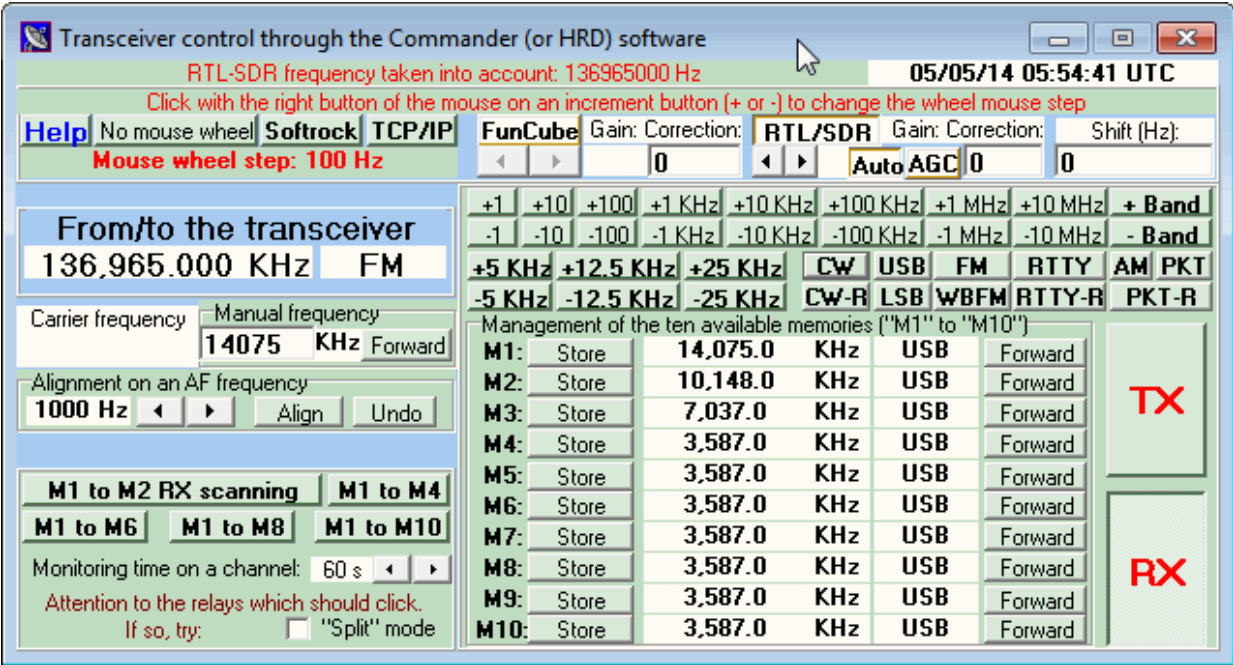 Transceiver control through the Commander (or HRD) software
RTL-SDR frequency taken into account: 136965000 Hz 05/05/14 05:54:41 UTC
Click with the right button of the mouse on an increment button (+ or -) to change the wheel mouse step
Help No mouse wheel Softrock TCP/IP FunCube Gain: Correction: RTL/SDR Gain: Correction: Shift (Hz):
Mouse wheel step: 100 Hz 0 Auto AGC 0 0
+1 +10 +100 +1 KHz +10 KHz +100 KHz +1 MHz +10 MHz + Band
From/to the transceiver -1 -10 -100 -1 KHz -10 KHz -100 KHz -1 MHz -10 MHz - Band
136,965.000 KHz FM +5 KHz +12.5 KHz +25 KHz CW USB FM RTTY AM PKT
-5 KHz -12.5 KHz -25 KHz CW-R LSB WBFM RTTY-R PKT-R
Carrier frequency Manual frequency
14075 KHz Forward
Alignment on an AF frequency
1000 Hz Align Undo
M1 to M2 RX scanning M1 to M4
M1 to M6 M1 to M8 M1 to M10
Monitoring time on a channel: 60 s
Attention to the relays which should click.
If so, try: "Split" mode
Management of the ten available memories ("M1" to "M10")
M1: Store 14,075.0 KHz USB Forward
M2: Store 10,148.0 KHz USB Forward
M3: Store 7,037.0 KHz USB Forward
M4: Store 3,587.0 KHz USB Forward
M5: Store 3,587.0 KHz USB Forward
M6: Store 3,587.0 KHz USB Forward
M7: Store 3,587.0 KHz USB Forward
M8: Store 3,587.0 KHz USB Forward
M9: Store 3,587.0 KHz USB Forward
M10: Store 3,587.0 KHz USB Forward
TX
RX